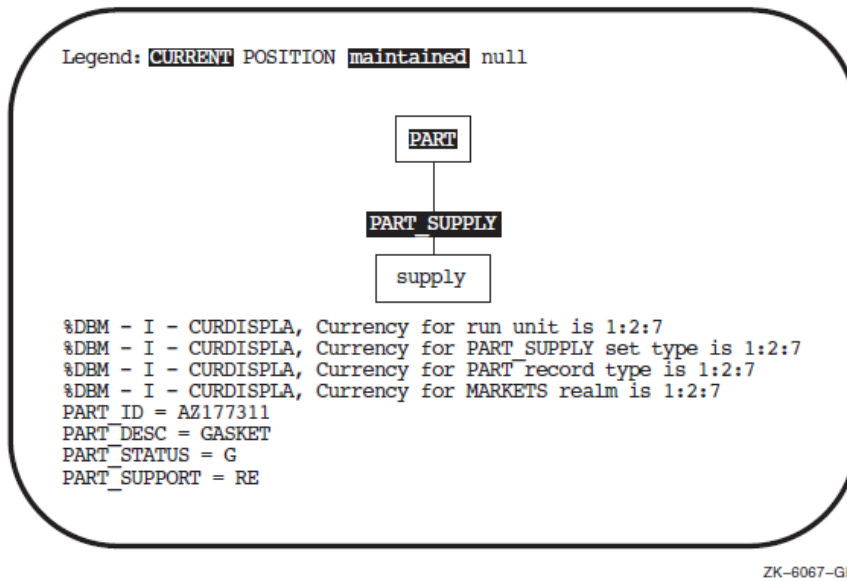 Legend: CURRENT POSITION maintained null
PART
PART_SUPPLY
supply
%DBM - I - CURDISPLA, Currency for run unit is 1:2:7
%DBM - I - CURDISPLA, Currency for PART_SUPPLY set type is 1:2:7
%DBM - I - CURDISPLA, Currency for PART record type is 1:2:7
%DBM - I - CURDISPLA, Currency for MARKETS realm is 1:2:7
PART_ID = AZ177311
PART_DESC = GASKET
PART_STATUS = G
PART_SUPPORT = RE